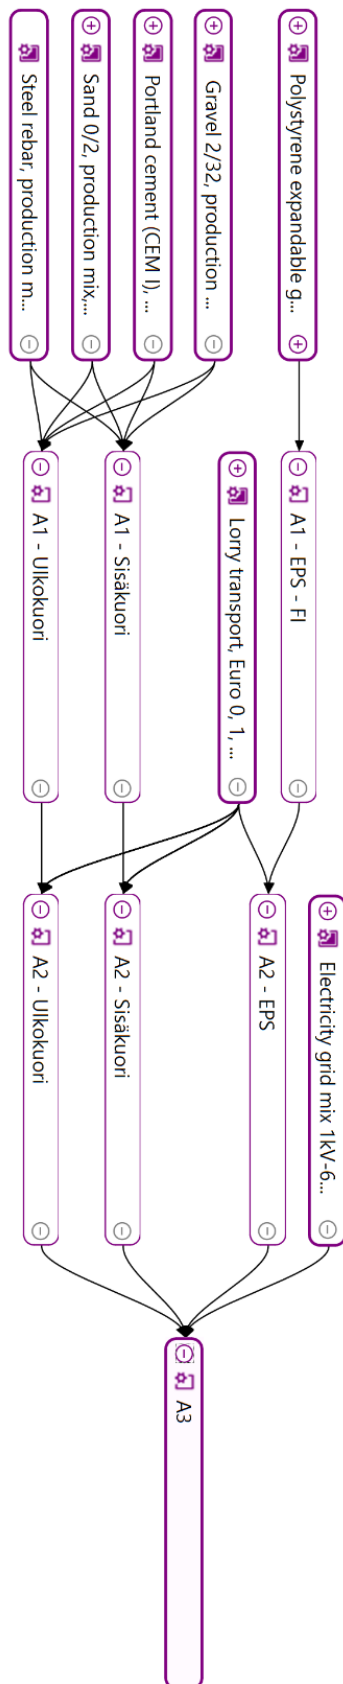 Polystyrene expandable g...
Gravel 2/32, production ...
Portland cement (CEM I), ...
Sand 0/2, production mix,...
Steel rebar, production m...
A1 - EPS - FI
Lorry transport, Euro 0, 1, ...
A1 - Sisäkuori
A1 - Ulkokuori
Electricity grid mix 1kV-6...
A2 - EPS
A2 - Sisäkuori
A2 - Ulkokuori
A3